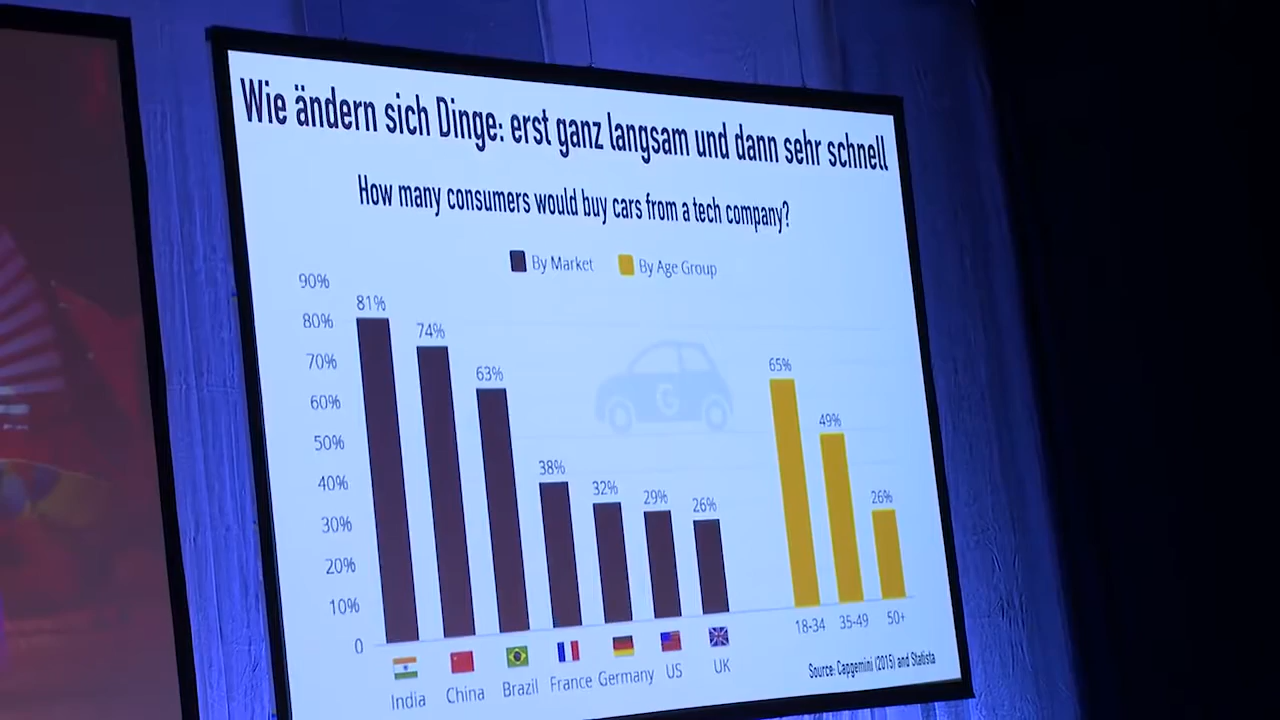 Wie ändern sich Dinge: erst ganz langsam und dann sehr schnell
How many consumers would buy cars from a tech company?
By Market By Age Group
90%
80%
70%
60%
50%
40%
30%
20%
10%
0
81%
74%
63%
38%
32%
29%
26%
65%
49%
26%
G
India China Brazil France Germany US UK
18-34 35-49 50+
Source: Capgemini (2015) and Statista